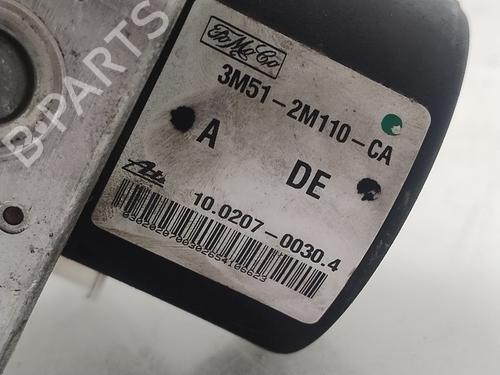 B-PARTS
FoMoCo
3M51-2M110-CA
A
DE
Ate
10.0207-0030.4